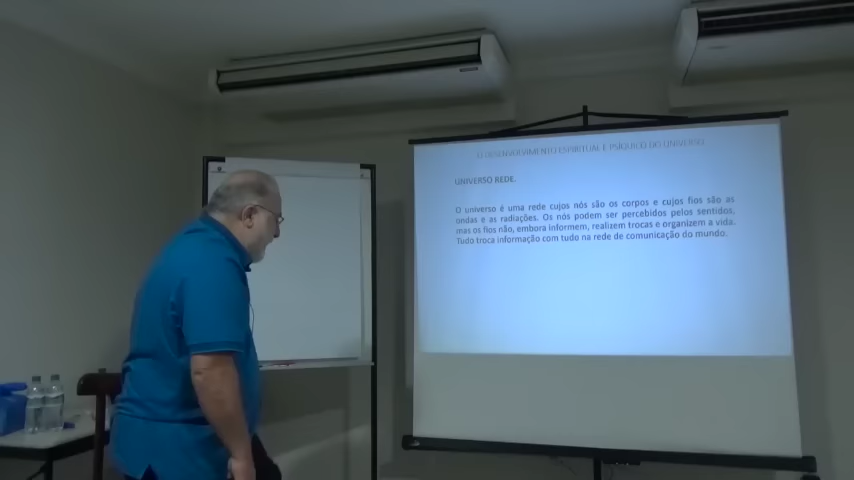 O DESENVOLVIMENTO ESPIRITUAL E PSÍQUICO DO UNIVERSO
UNIVERSO REDE.
O universo é uma rede cujos nós são os corpos e cujos fios são as
ondas e as radiações. Os nós podem ser percebidos pelos sentidos,
mas os fios não, embora informem, realizem trocas e organizem a vida.
Tudo troca informação com tudo na rede de comunicação do mundo.